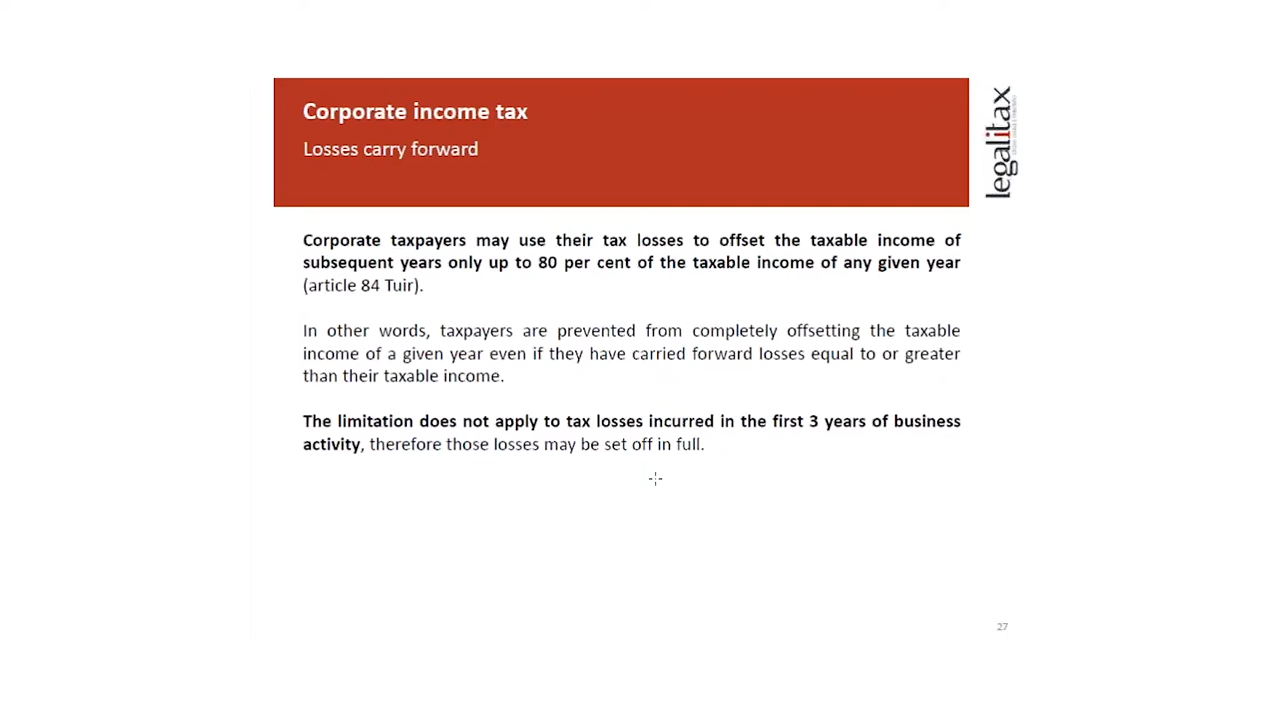 Corporate income tax
Losses carry forward
legalitax
Corporate taxpayers may use their tax losses to offset the taxable income of
subsequent years only up to 80 per cent of the taxable income of any given year
(article 84 Tuir).
In other words, taxpayers are prevented from completely offsetting the taxable
income of a given year even if they have carried forward losses equal to or greater
than their taxable income.
The limitation does not apply to tax losses incurred in the first 3 years of business
activity, therefore those losses may be set off in full.
27